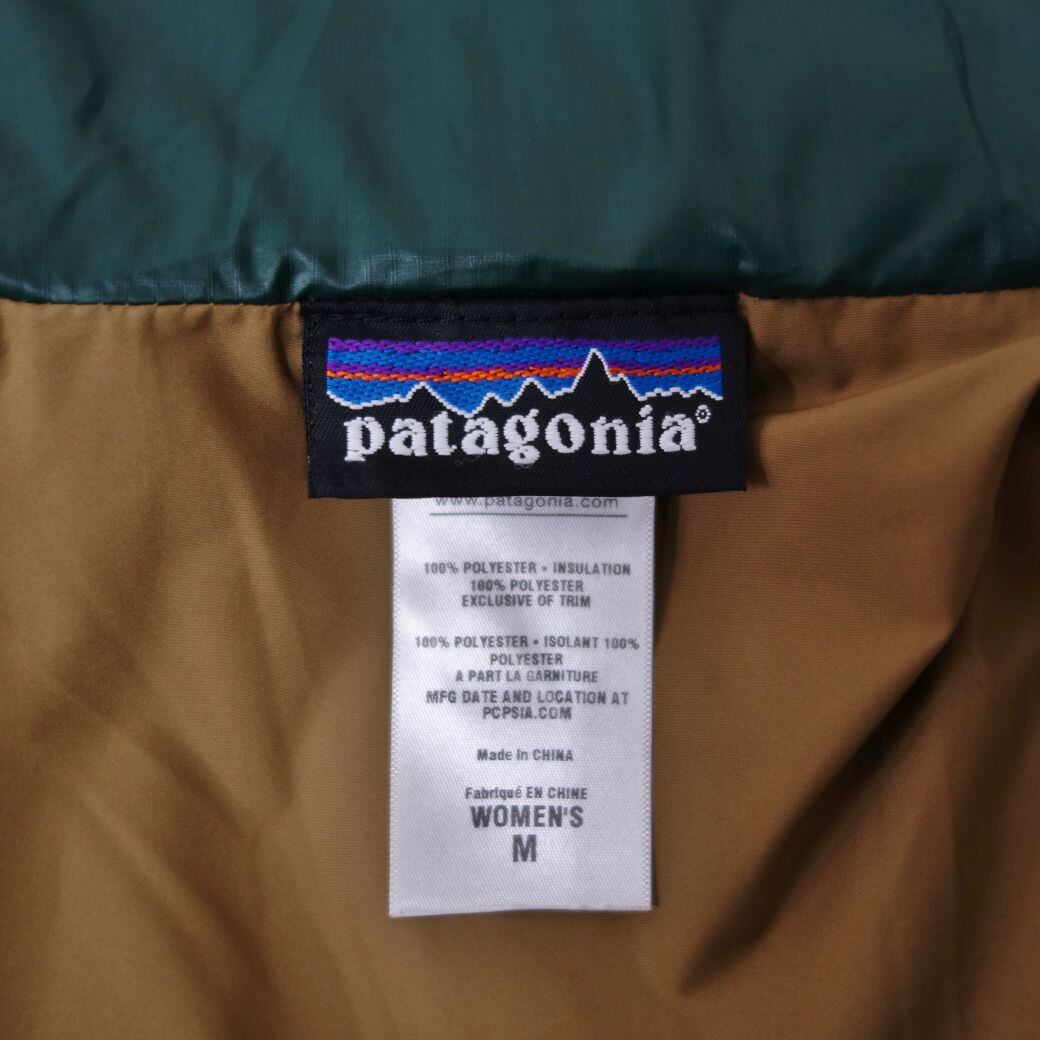 patagonia®
www.patagonia.com
100% POLYESTER • INSULATION
100% POLYESTER
EXCLUSIVE OF TRIM
100% POLYESTER • ISOLANT 100%
POLYESTER
A PART LA GARNITURE
MFG DATE AND LOCATION AT
PCPSIA.COM
Made In CHINA
Fabriqué EN CHINE
WOMEN'S
M